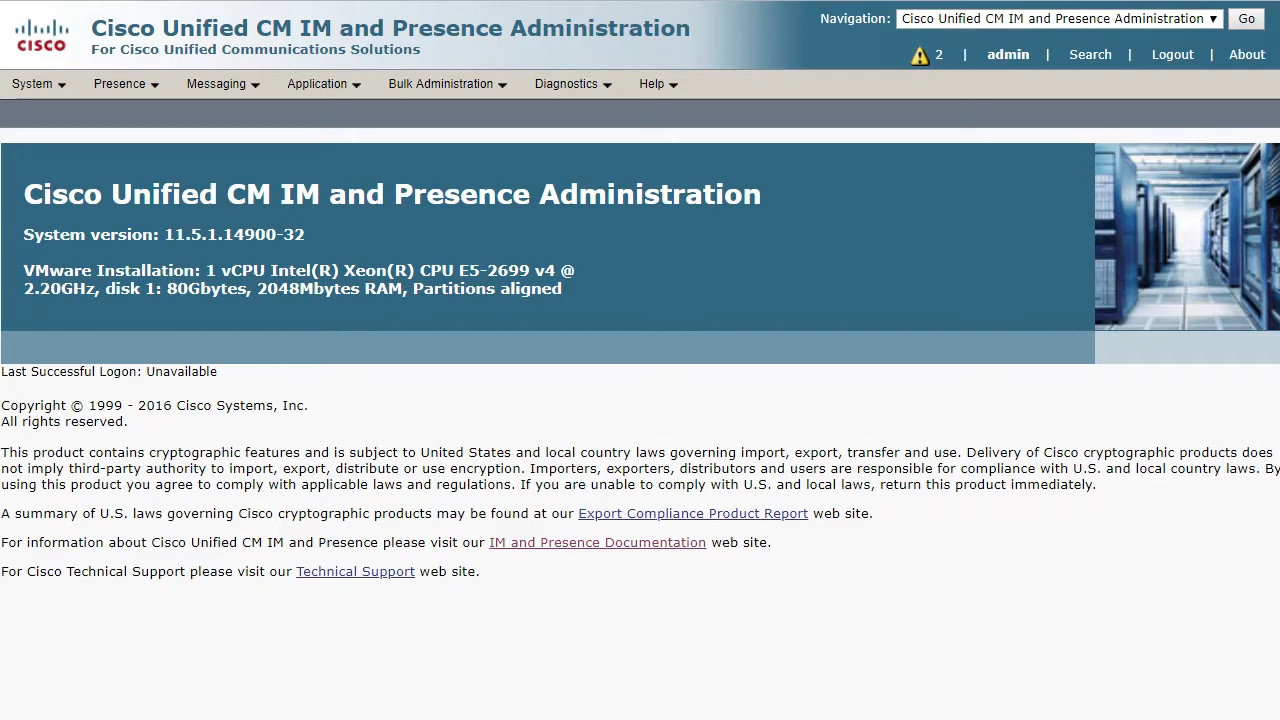 CISCO
Cisco Unified CM IM and Presence Administration
For Cisco Unified Communications Solutions
Navigation: Cisco Unified CM IM and Presence Administration ▼ Go
2 | admin | Search | Logout | About
System Presence Messaging Application Bulk Administration Diagnostics Help
Cisco Unified CM IM and Presence Administration
System version: 11.5.1.14900-32
VMware Installation: 1 vCPU Intel(R) Xeon(R) CPU E5-2699 v4 @
2.20GHz, disk 1: 80Gbytes, 2048Mbytes RAM, Partitions aligned
Last Successful Logon: Unavailable
Copyright © 1999 - 2016 Cisco Systems, Inc.
All rights reserved.
This product contains cryptographic features and is subject to United States and local country laws governing import, export, transfer and use. Delivery of Cisco cryptographic products does
not imply third-party authority to import, export, distribute or use encryption. Importers, exporters, distributors and users are responsible for compliance with U.S. and local country laws. By
using this product you agree to comply with applicable laws and regulations. If you are unable to comply with U.S. and local laws, return this product immediately.
A summary of U.S. laws governing Cisco cryptographic products may be found at our Export Compliance Product Report web site.
For information about Cisco Unified CM IM and Presence please visit our IM and Presence Documentation web site.
For Cisco Technical Support please visit our Technical Support web site.